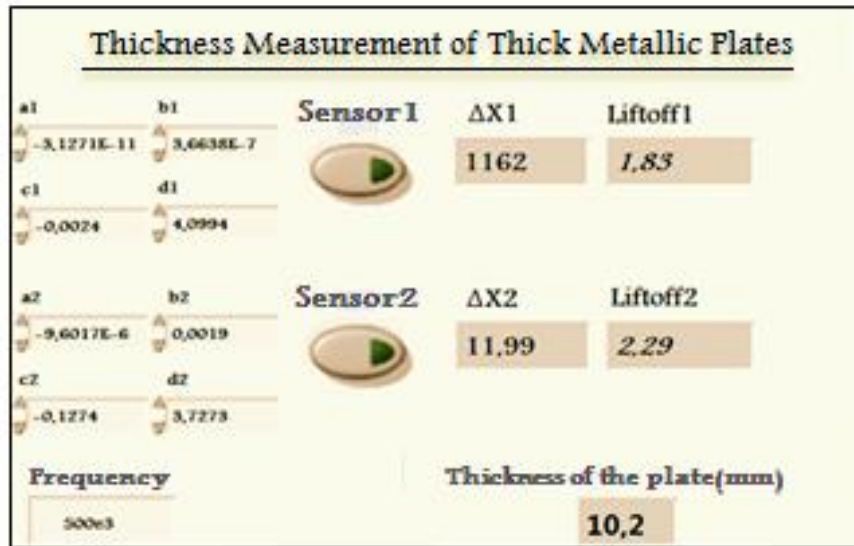 Thickness Measurement of Thick Metallic Plates
a1 b1 Sensor1 ΔX1 Liftoff1
-3,1271E-11 3,6638E-7 1162 1,83
c1 d1
-0,0024 4,0994
a2 b2 Sensor2 ΔX2 Liftoff2
-9,6017E-6 0,0019 11,99 2,29
c2 d2
-0,1274 3,7273
Frequency Thickness of the plate(mm)
500e3 10,2